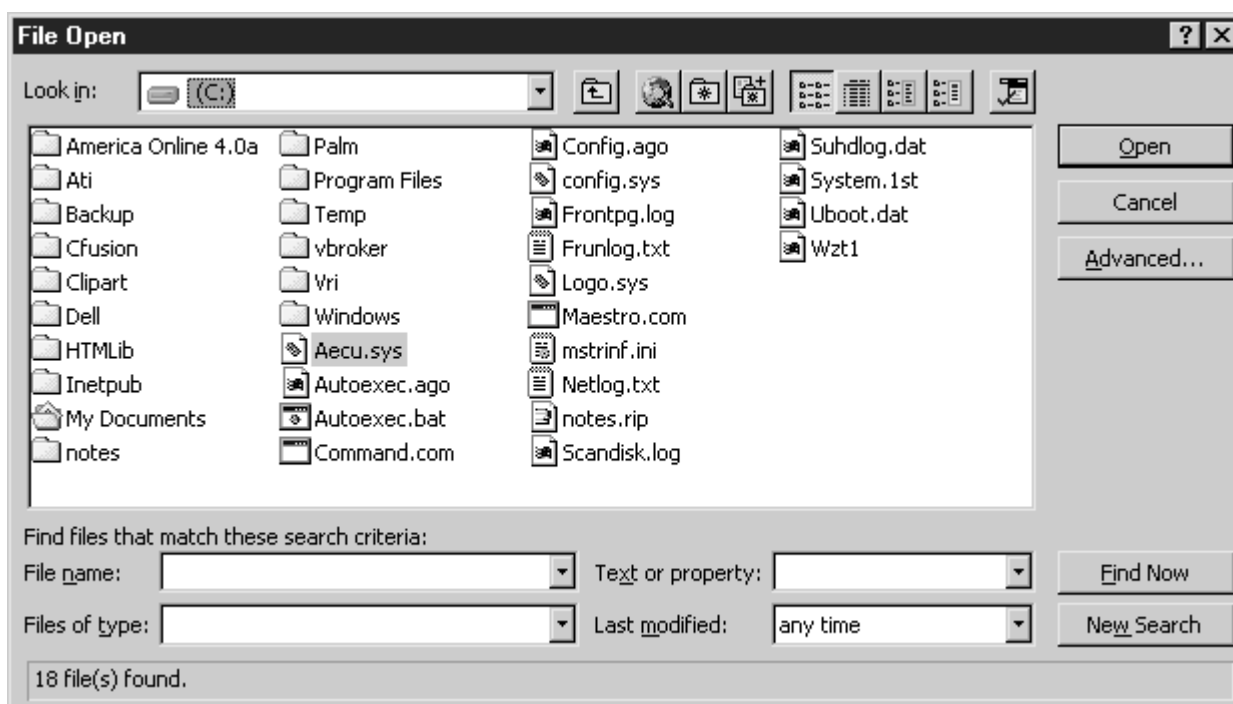 File Open
Look in: (C:)
America Online 4.0a Palm Config.ago Suhdlog.dat
Ati Program Files config.sys System.1st
Backup Temp Frontpg.log Uboot.dat
Cfusion vbroker Frunlog.txt Wzt1
Clipart Vri Logo.sys
Dell Windows Maestro.com
HTMLib Aecu.sys mstrinf.ini
Inetpub Autoexec.ago Netlog.txt
My Documents Autoexec.bat notes.rip
notes Command.com Scandisk.log
Open
Cancel
Advanced...
Find files that match these search criteria:
File name: Text or property: Find Now
Files of type: Last modified: any time New Search
18 file(s) found.